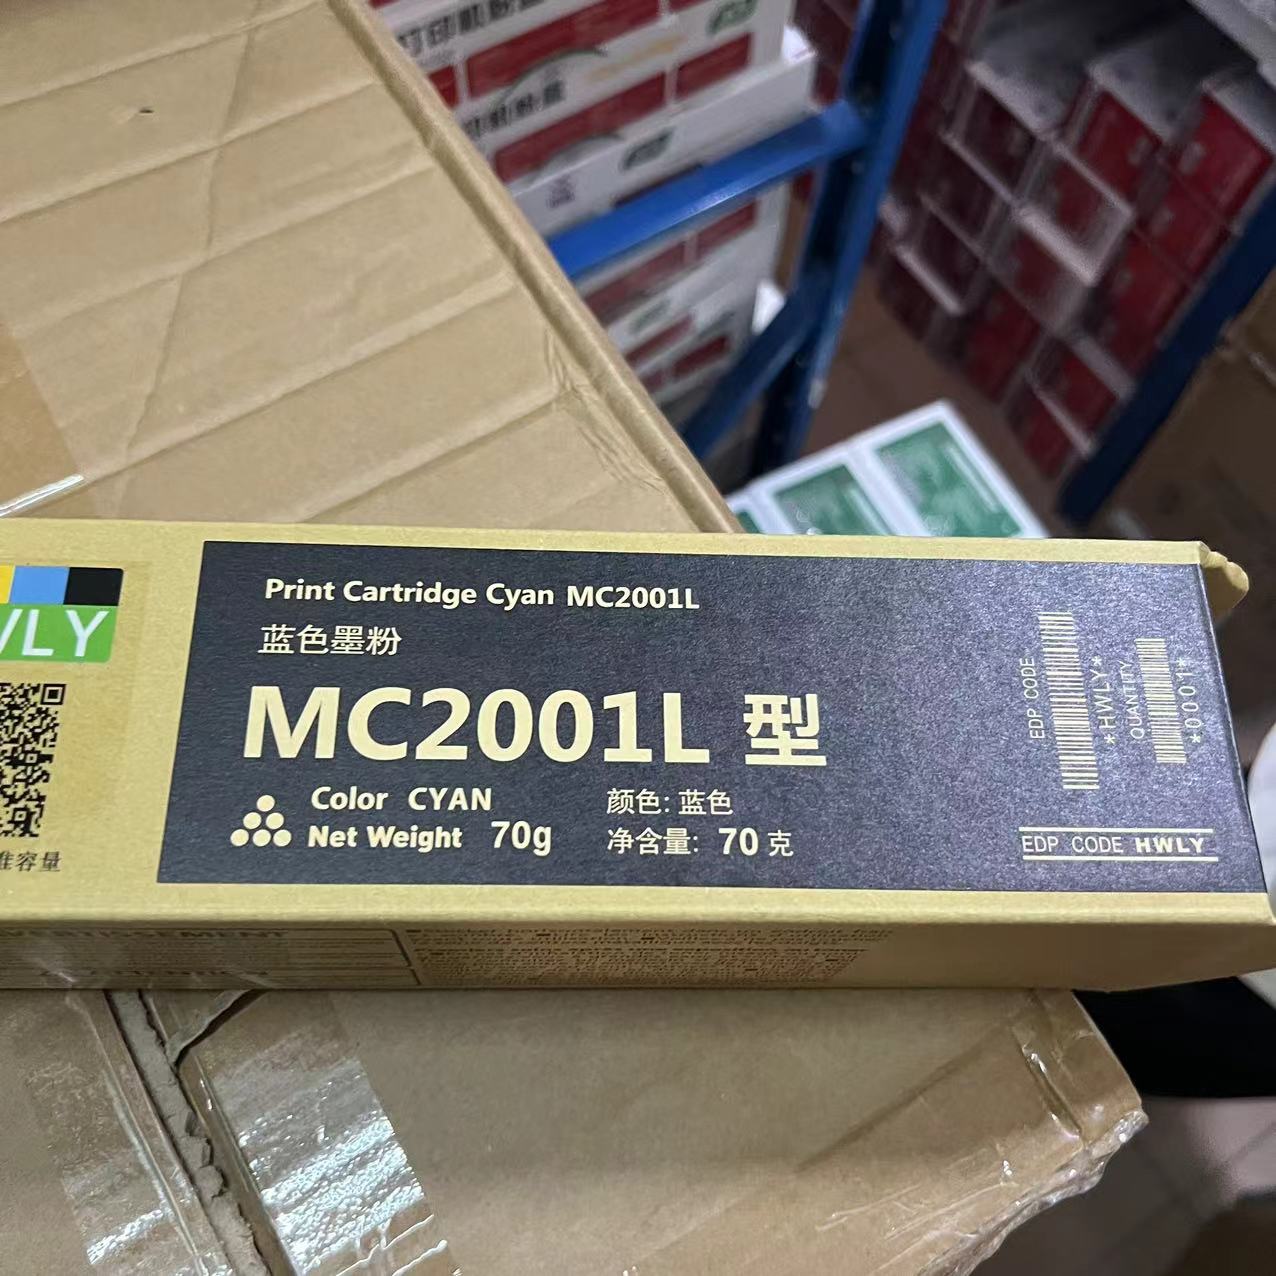 Print Cartridge Cyan MC2001L
蓝色墨粉
MC2001L 型
Color CYAN
颜色: 蓝色
Net Weight 70g
净含量: 70 克
EDP CODE
*HWLY*
QUANTITY
*0001*
EDP CODE HWLY
WLY
准容量